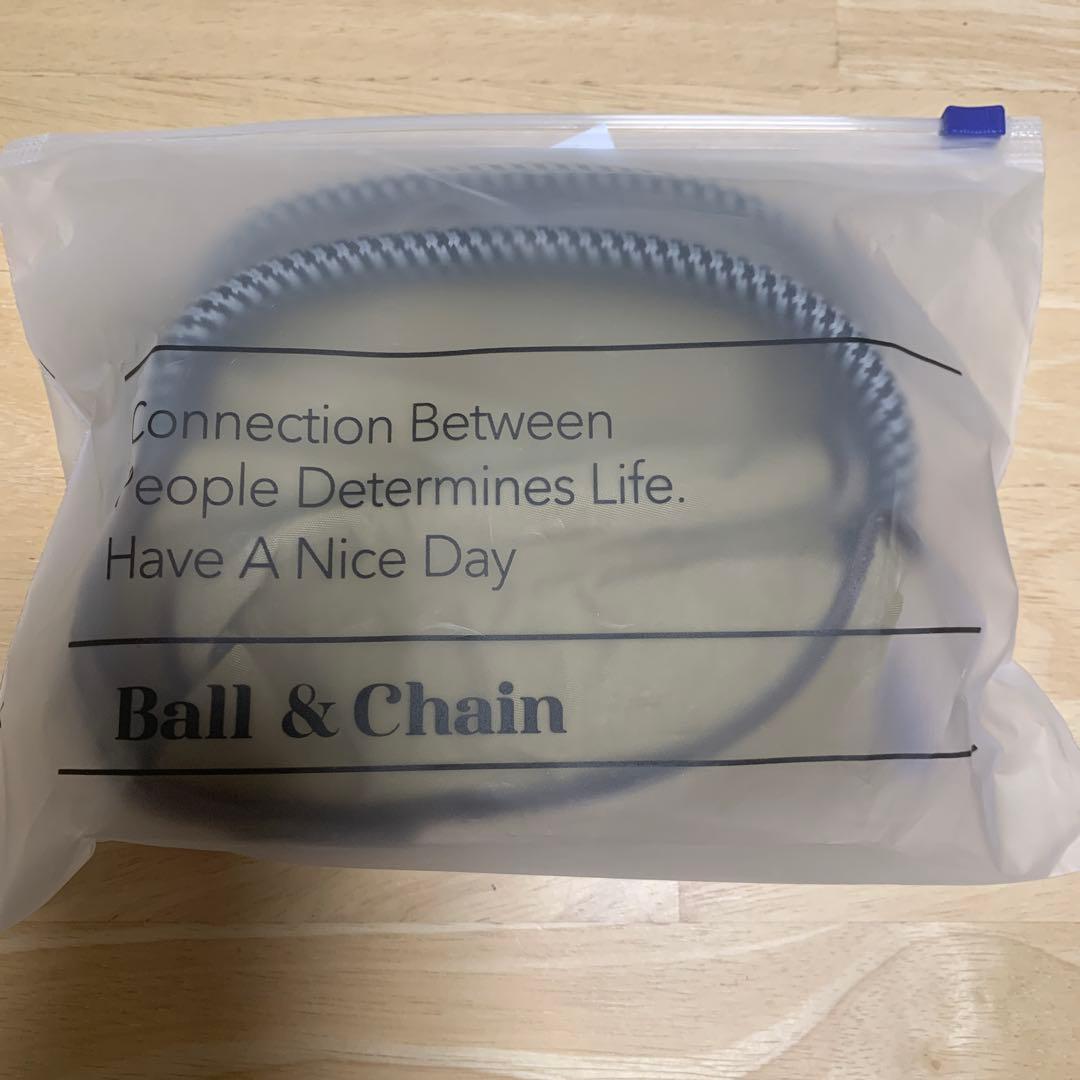 Connection Between
People Determines Life.
Have A Nice Day
Ball & Chain